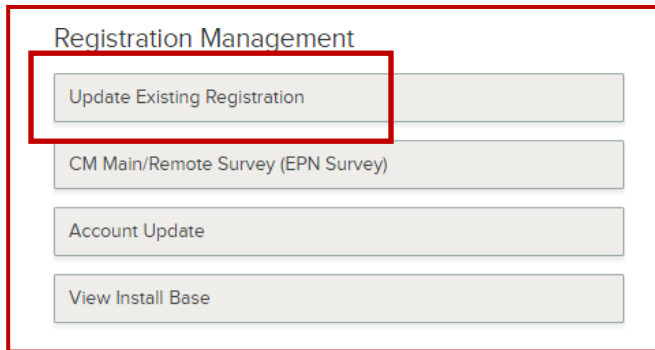 Registration Management
Update Existing Registration
CM Main/Remote Survey (EPN Survey)
Account Update
View Install Base